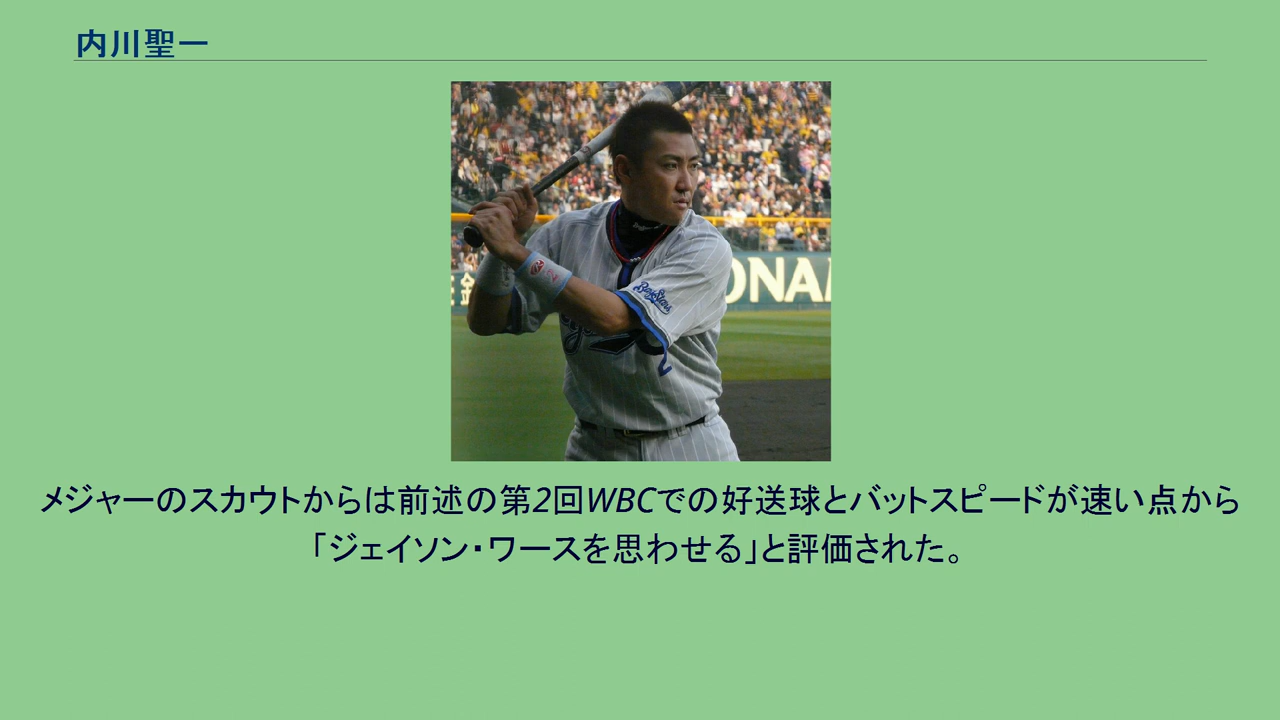 内川聖一
BayStars
ONAM
2
メジャーのスカウトからは前述の第2回WBCでの好送球とバットスピードが速い点から
「ジェイソン・ワースを思わせる」と評価された。